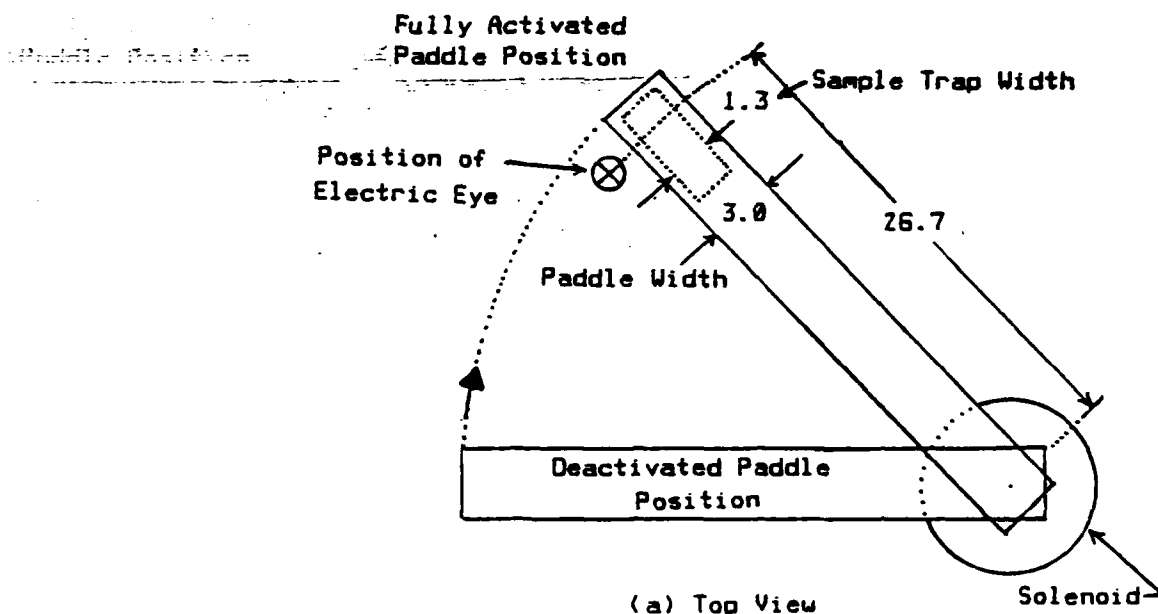 Fully Activated
Paddle Position
Sample Trap Width
1.3
Position of
Electric Eye
3.0
26.7
Paddle Width
Deactivated Paddle
Position
Solenoid
(a) Top View